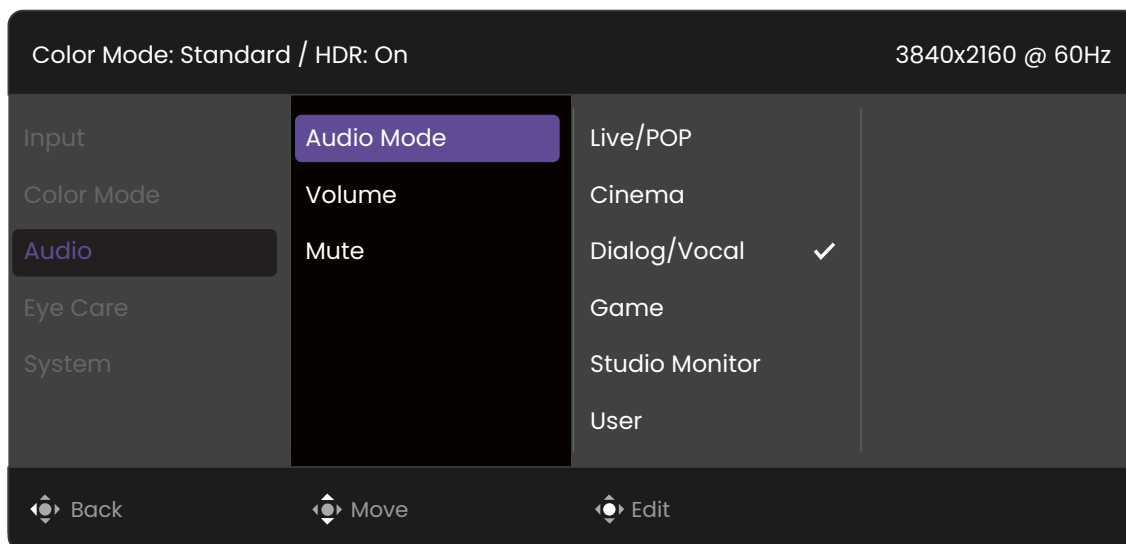 Color Mode: Standard / HDR: On
3840x2160 @ 60Hz
Input
Color Mode
Audio
Eye Care
System
Audio Mode
Volume
Mute
Live/POP
Cinema
Dialog/Vocal
Game
Studio Monitor
User
Back
Move
Edit